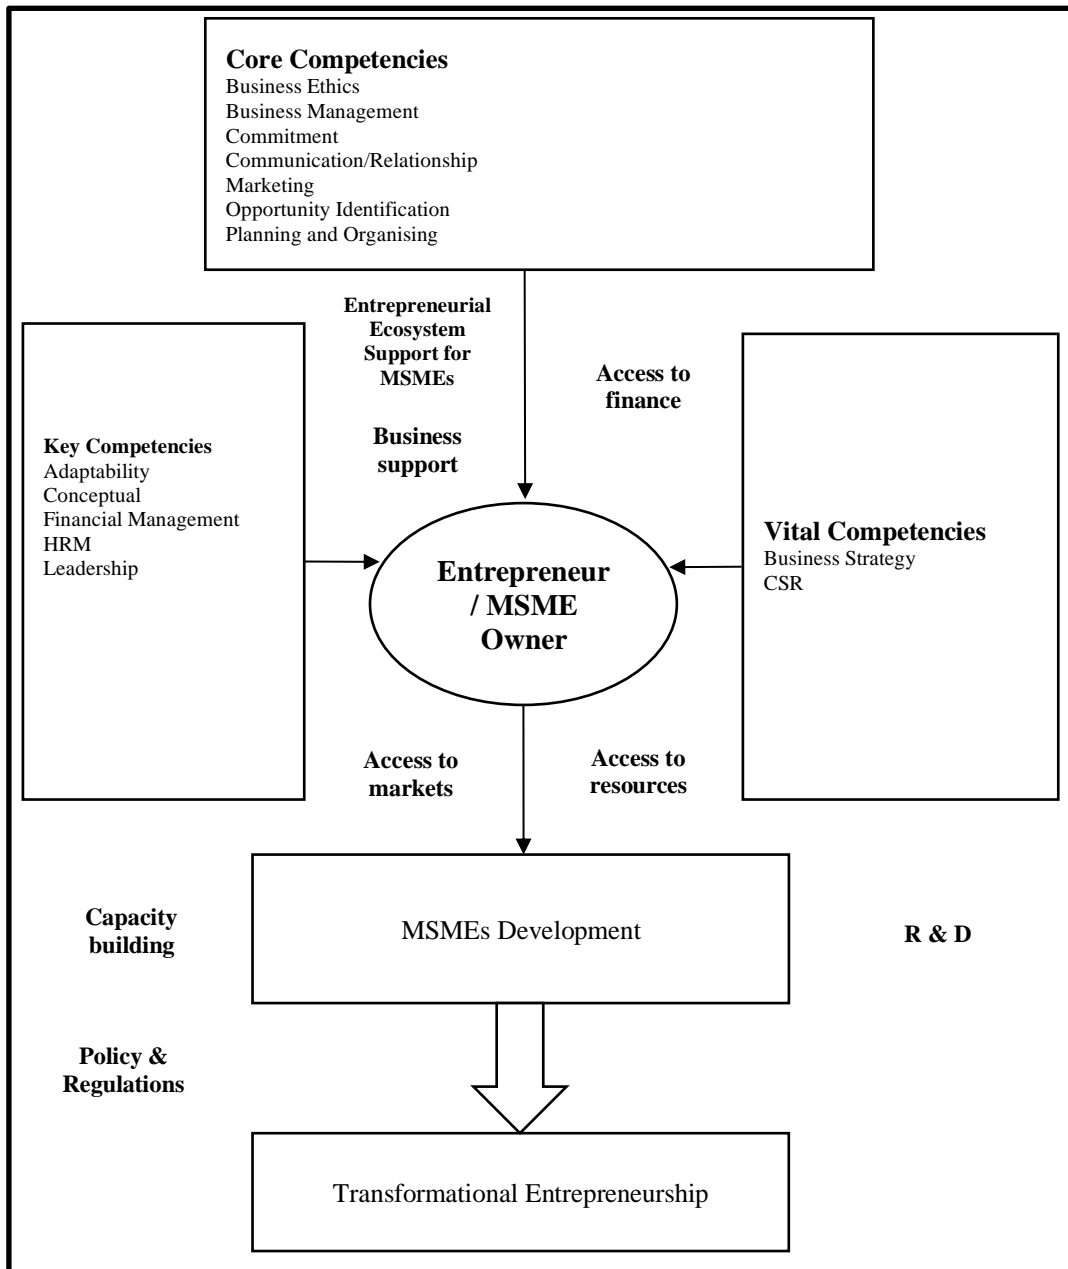 Core Competencies
Business Ethics
Business Management
Commitment
Communication/Relationship
Marketing
Opportunity Identification
Planning and Organising
Entrepreneurial
Ecosystem
Support for
MSMEs
Access to
finance
Business
support
Key Competencies
Adaptability
Conceptual
Financial Management
HRM
Leadership
Entrepreneur
/ MSME
Owner
Vital Competencies
Business Strategy
CSR
Access to
markets
Access to
resources
Capacity
building
MSMEs Development
R & D
Policy &
Regulations
Transformational Entrepreneurship